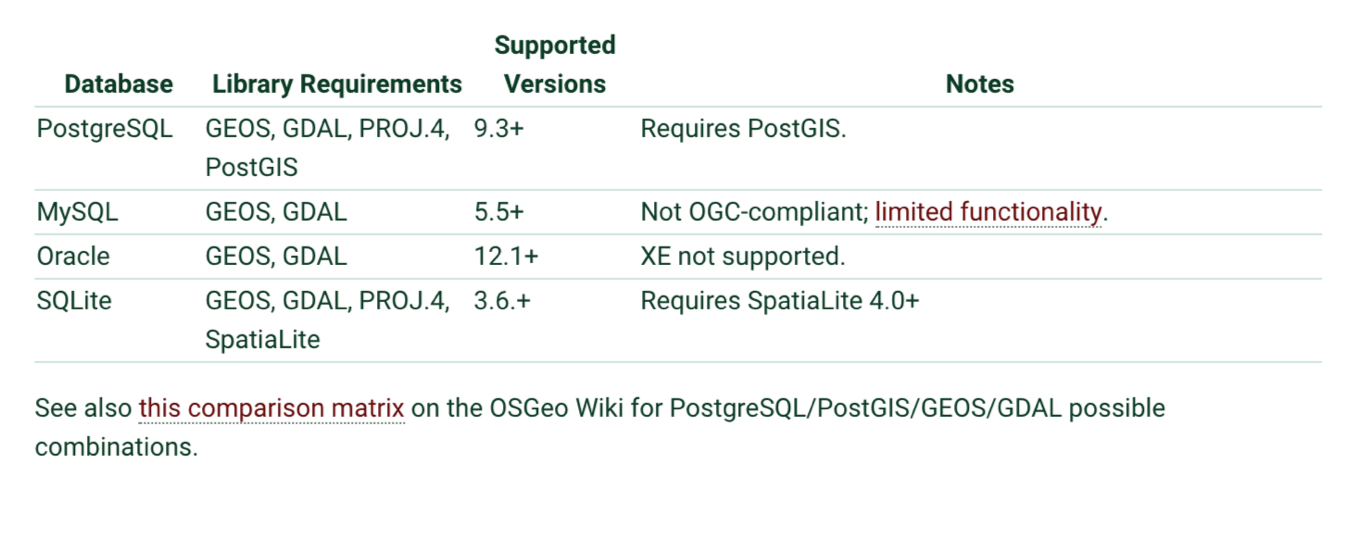 Supported
Database Library Requirements Versions Notes
PostgreSQL GEOS, GDAL, PROJ.4, 9.3+ Requires PostGIS.
PostGIS
MySQL GEOS, GDAL 5.5+ Not OGC-compliant; limited functionality.
Oracle GEOS, GDAL 12.1+ XE not supported.
SQLite GEOS, GDAL, PROJ.4, 3.6.+ Requires SpatiaLite 4.0+
SpatiaLite
See also this comparison matrix on the OSGeo Wiki for PostgreSQL/PostGIS/GEOS/GDAL possible
combinations.